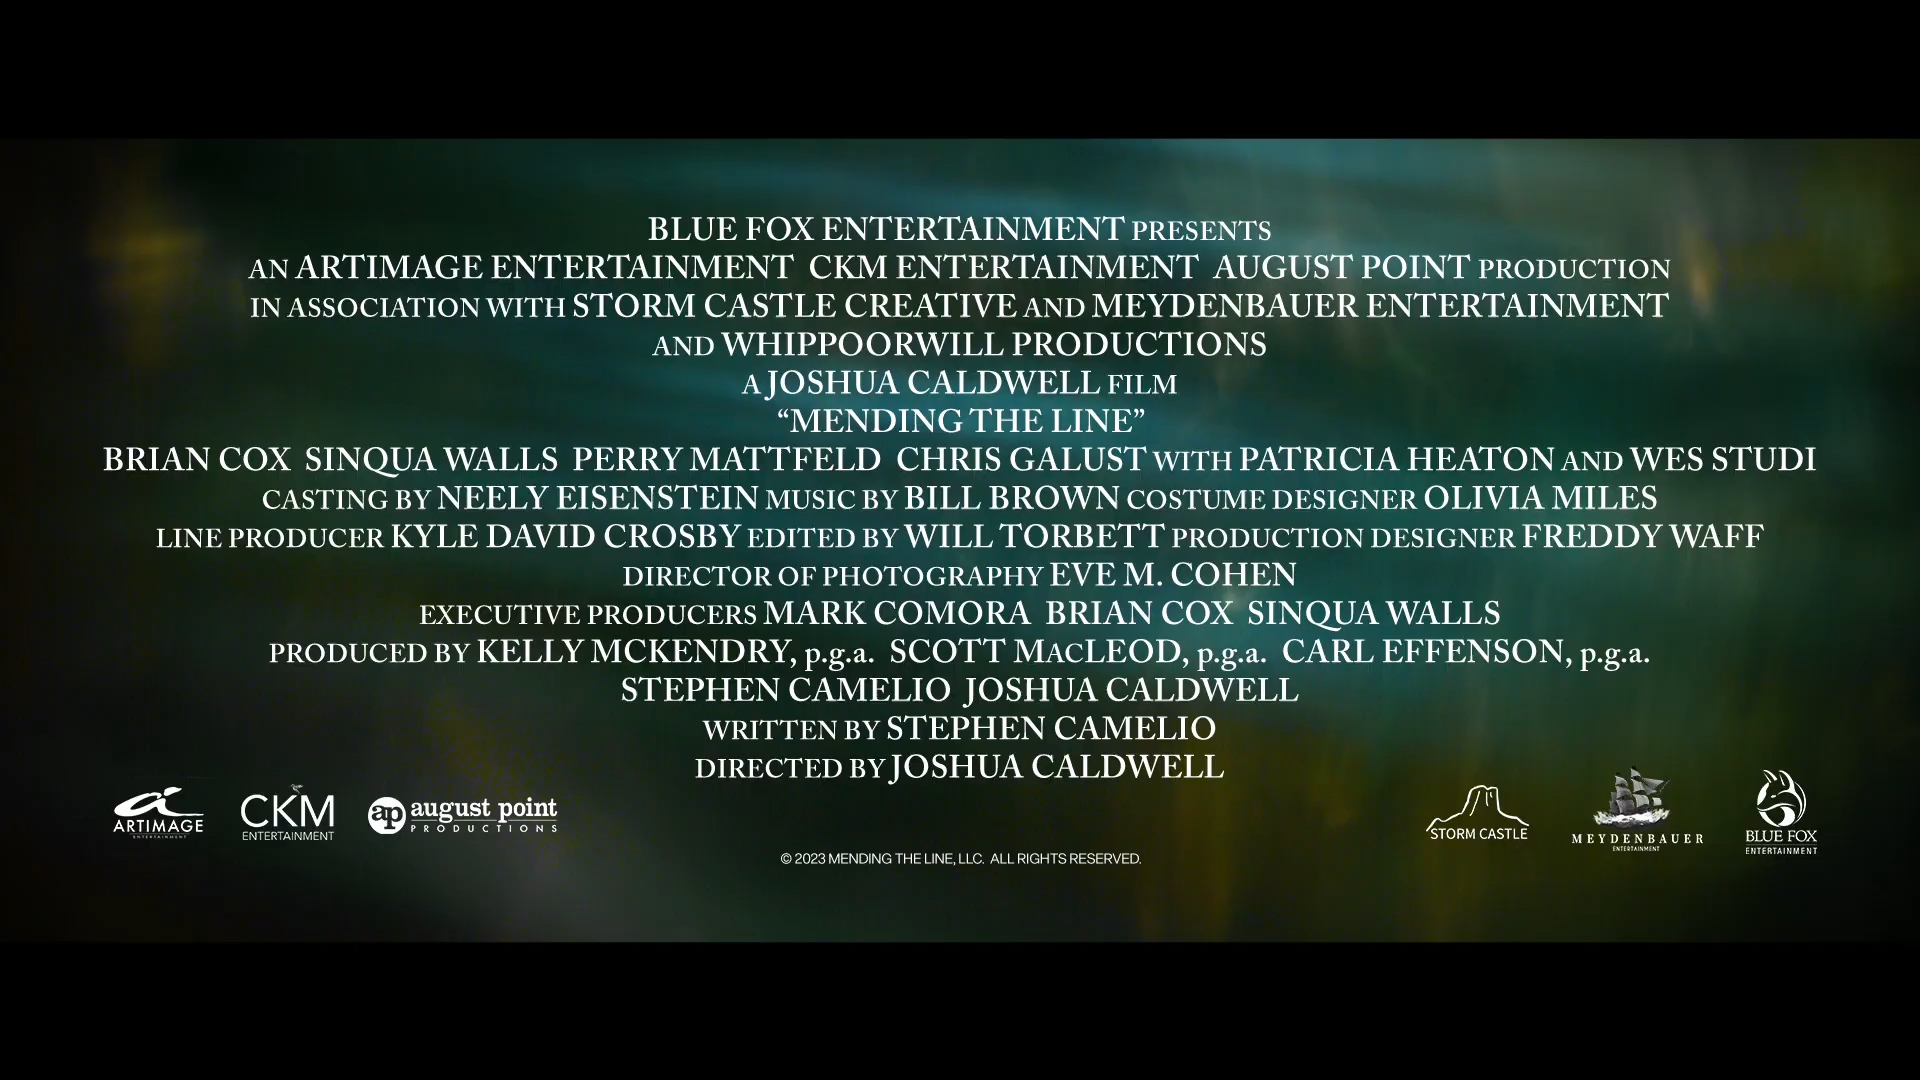 BLUE FOX ENTERTAINMENT PRESENTS
AN ARTIMAGE ENTERTAINMENT CKM ENTERTAINMENT AUGUST POINT PRODUCTION
IN ASSOCIATION WITH STORM CASTLE CREATIVE AND MEYDENBAUER ENTERTAINMENT
AND WHIPPOORWILL PRODUCTIONS
A JOSHUA CALDWELL FILM
“MENDING THE LINE”
BRIAN COX SINQUA WALLS PERRY MATTFELD CHRIS GALUST WITH PATRICIA HEATON AND WES STUDI
CASTING BY NEELY EISENSTEIN MUSIC BY BILL BROWN COSTUME DESIGNER OLIVIA MILES
LINE PRODUCER KYLE DAVID CROSBY EDITED BY WILL TORBETT PRODUCTION DESIGNER FREDDY WAFF
DIRECTOR OF PHOTOGRAPHY EVE M. COHEN
EXECUTIVE PRODUCERS MARK COMORA BRIAN COX SINQUA WALLS
PRODUCED BY KELLY MCKENDRY, p.g.a. SCOTT MACLEOD, p.g.a. CARL EFFENSON, p.g.a.
STEPHEN CAMELIO JOSHUA CALDWELL
WRITTEN BY STEPHEN CAMELIO
DIRECTED BY JOSHUA CALDWELL
ai
ARTIMAGE
ENTERTAINMENT
CKM
ENTERTAINMENT
ap august point
PRODUCTIONS
STORM CASTLE
MEYDENBAUER
ENTERTAINMENT
BLUE FOX
ENTERTAINMENT
© 2023 MENDING THE LINE, LLC. ALL RIGHTS RESERVED.